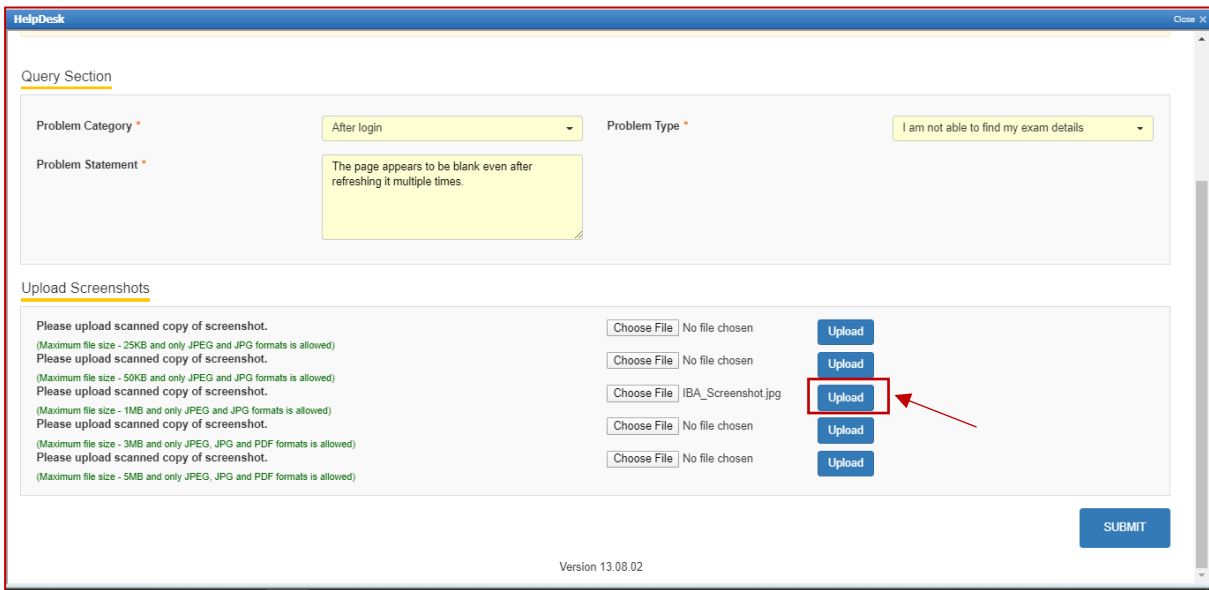 HelpDesk Close ×
Query Section
Problem Category * After login Problem Type * I am not able to find my exam details
Problem Statement * The page appears to be blank even after
refreshing it multiple times.
Upload Screenshots
Please upload scanned copy of screenshot. Choose File No file chosen Upload
(Maximum file size - 25KB and only JPEG and JPG formats is allowed)
Please upload scanned copy of screenshot. Choose File No file chosen Upload
(Maximum file size - 50KB and only JPEG and JPG formats is allowed)
Please upload scanned copy of screenshot. Choose File IBA_Screenshot.jpg Upload
(Maximum file size - 1MB and only JPEG and JPG formats is allowed)
Please upload scanned copy of screenshot. Choose File No file chosen Upload
(Maximum file size - 3MB and only JPEG, JPG and PDF formats is allowed)
Please upload scanned copy of screenshot. Choose File No file chosen Upload
(Maximum file size - 5MB and only JPEG, JPG and PDF formats is allowed)
SUBMIT
Version 13.08.02